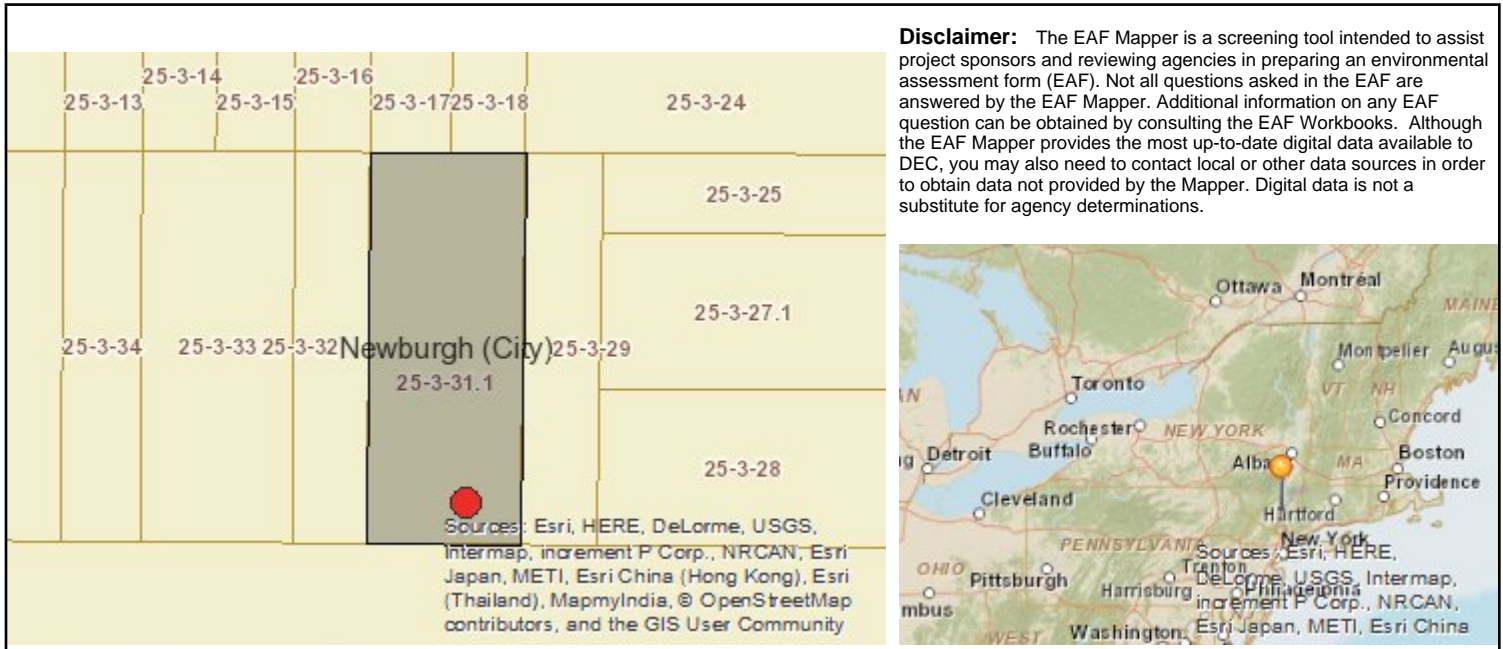 Disclaimer: The EAF Mapper is a screening tool intended to assist
project sponsors and reviewing agencies in preparing an environmental
assessment form (EAF). Not all questions asked in the EAF are
answered by the EAF Mapper. Additional information on any EAF
question can be obtained by consulting the EAF Workbooks. Although
the EAF Mapper provides the most up-to-date digital data available to
DEC, you may also need to contact local or other data sources in order
to obtain data not provided by the Mapper. Digital data is not a
substitute for agency determinations.
25-3-14
25-3-16
25-3-13
25-3-15
25-3-17
25-3-18
25-3-24
25-3-25
25-3-27.1
25-3-34
25-3-33
25-3-32
Newburgh (City)
25-3-29
25-3-31.1
25-3-28
Sources: Esri, HERE, DeLorme, USGS,
Intermap, increment P Corp., NRCAN, Esri
Japan, METI, Esri China (Hong Kong), Esri
(Thailand), MapmyIndia, © OpenStreetMap
contributors, and the GIS User Community
Ottawa
Montréal
MAINE
Montpelier
Augus
Toronto
VT
NH
AN
Concord
Rochester
NEW YORK
g
Detroit
Buffalo
Alba
MA
Boston
Providence
Cleveland
Hartford
New York
PENNSYLVANIA
Sources: Esri, HERE,
OHIO
Trenton
Pittsburgh
DeLorme, USGS, Intermap,
Harrisburg
Philadelphia
mbus
increment P Corp., NRCAN,
WEST
Washington
Esri Japan, METI, Esri China